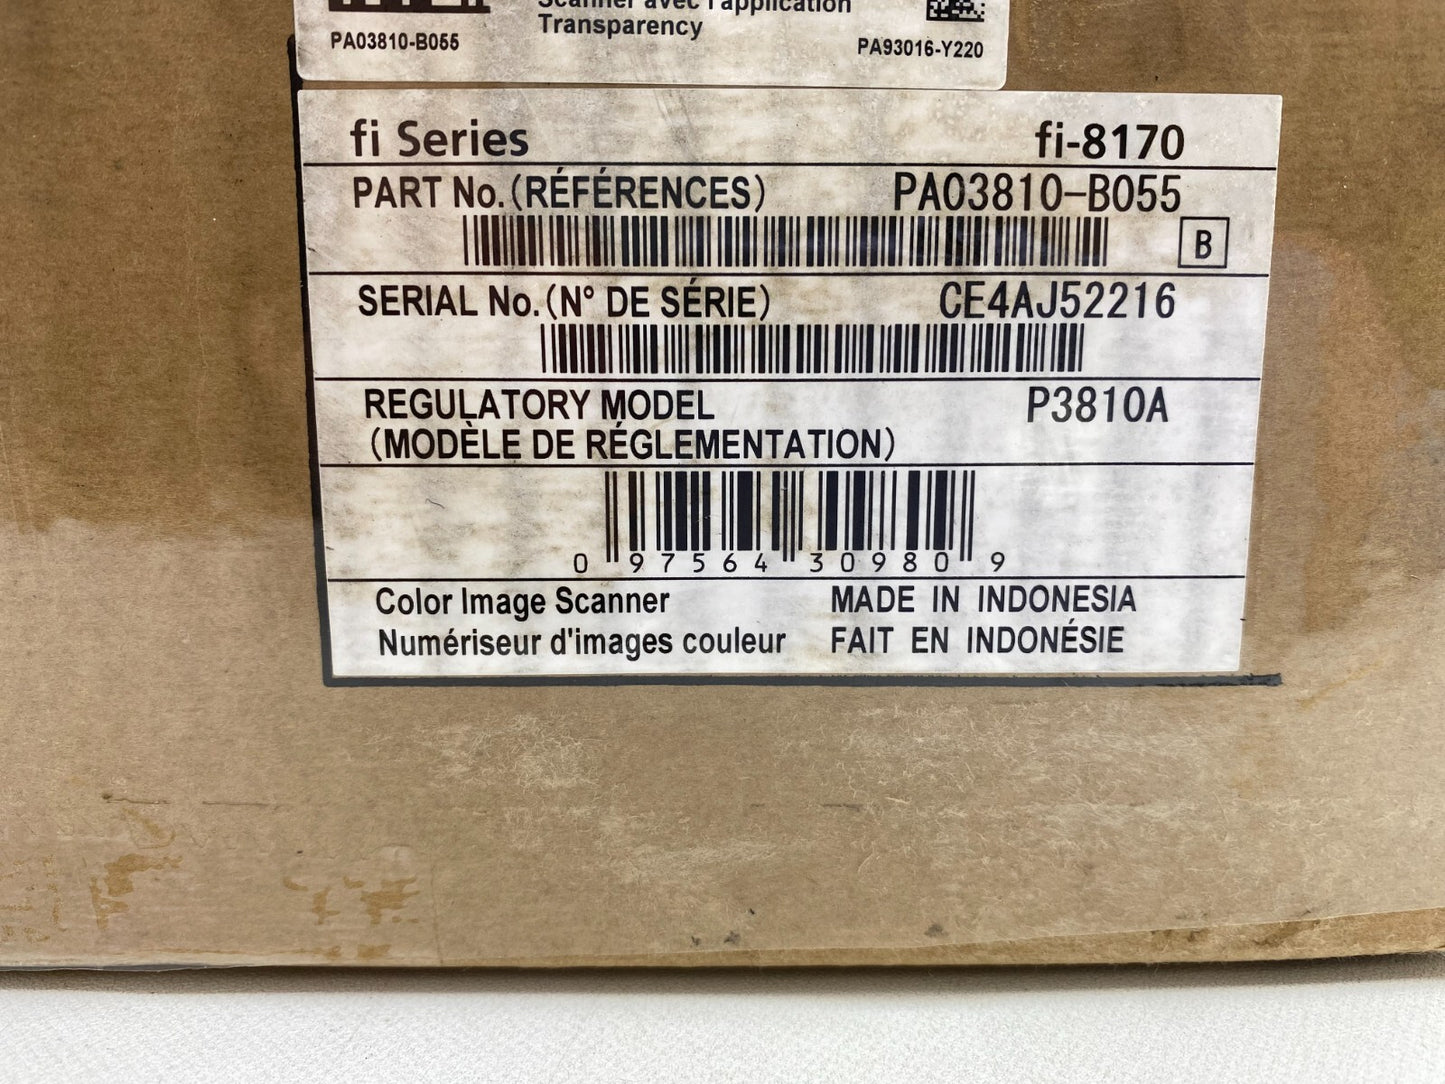 Scanner avec l'application
Transparency
PA03810-B055
PA93016-Y220
fi Series fi-8170
PART No.(RÉFÉRENCES) PA03810-B055
B
SERIAL No.(N° DE SÉRIE) CE4AJ52216
REGULATORY MODEL P3810A
(MODÈLE DE RÉGLEMENTATION)
0 97564 30980 9
Color Image Scanner MADE IN INDONESIA
Numériseur d'images couleur FAIT EN INDONÉSIE